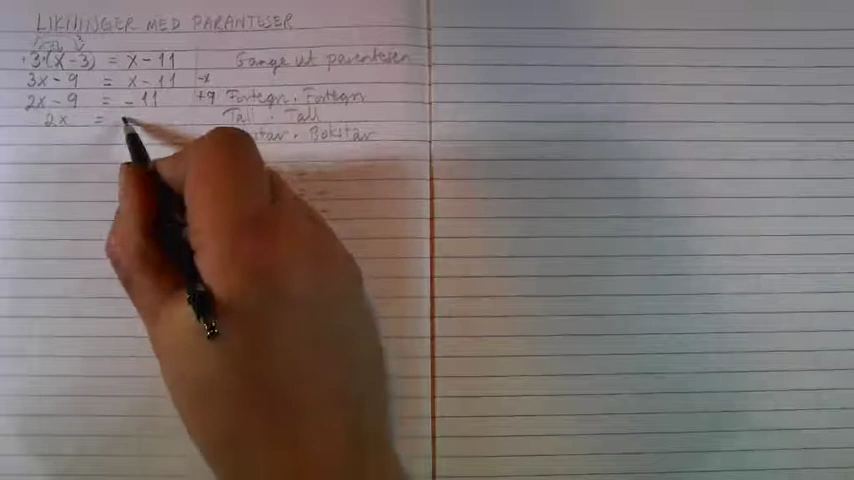 LIKNINGER MED PARANTESER
3·(x-3) = x-11 Gange ut parentesen
3x-9 = x-11 -x
2x-9 = -11 +9 Fortegn · Fortegn
2x = Tall · Tall
· Bokstav